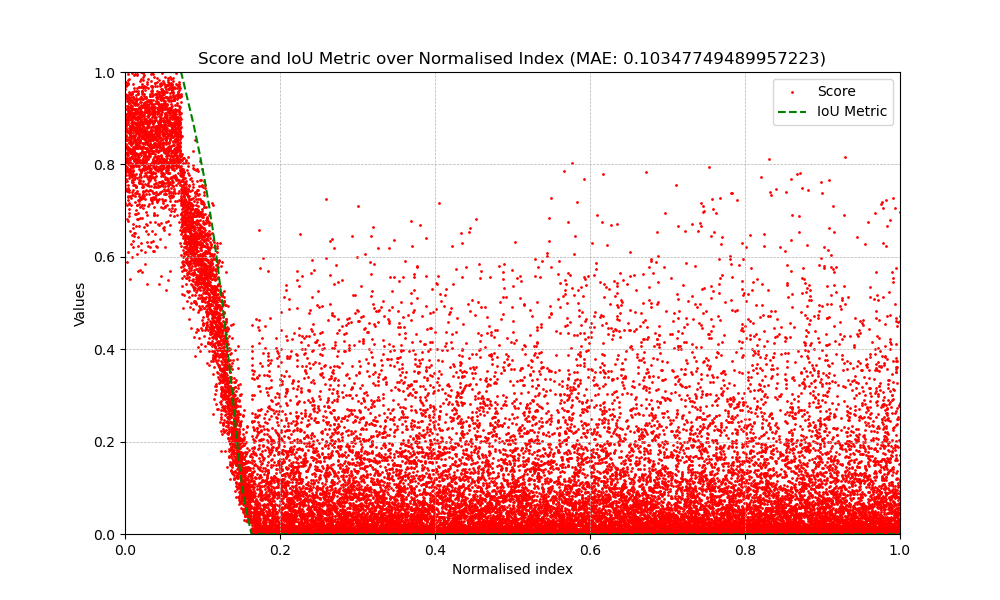 Score and IoU Metric over Normalised Index (MAE: 0.10347749489957223)
Score
IoU Metric
Values
1.0
0.8
0.6
0.4
0.2
0.0
0.0 0.2 0.4 0.6 0.8 1.0
Normalised index